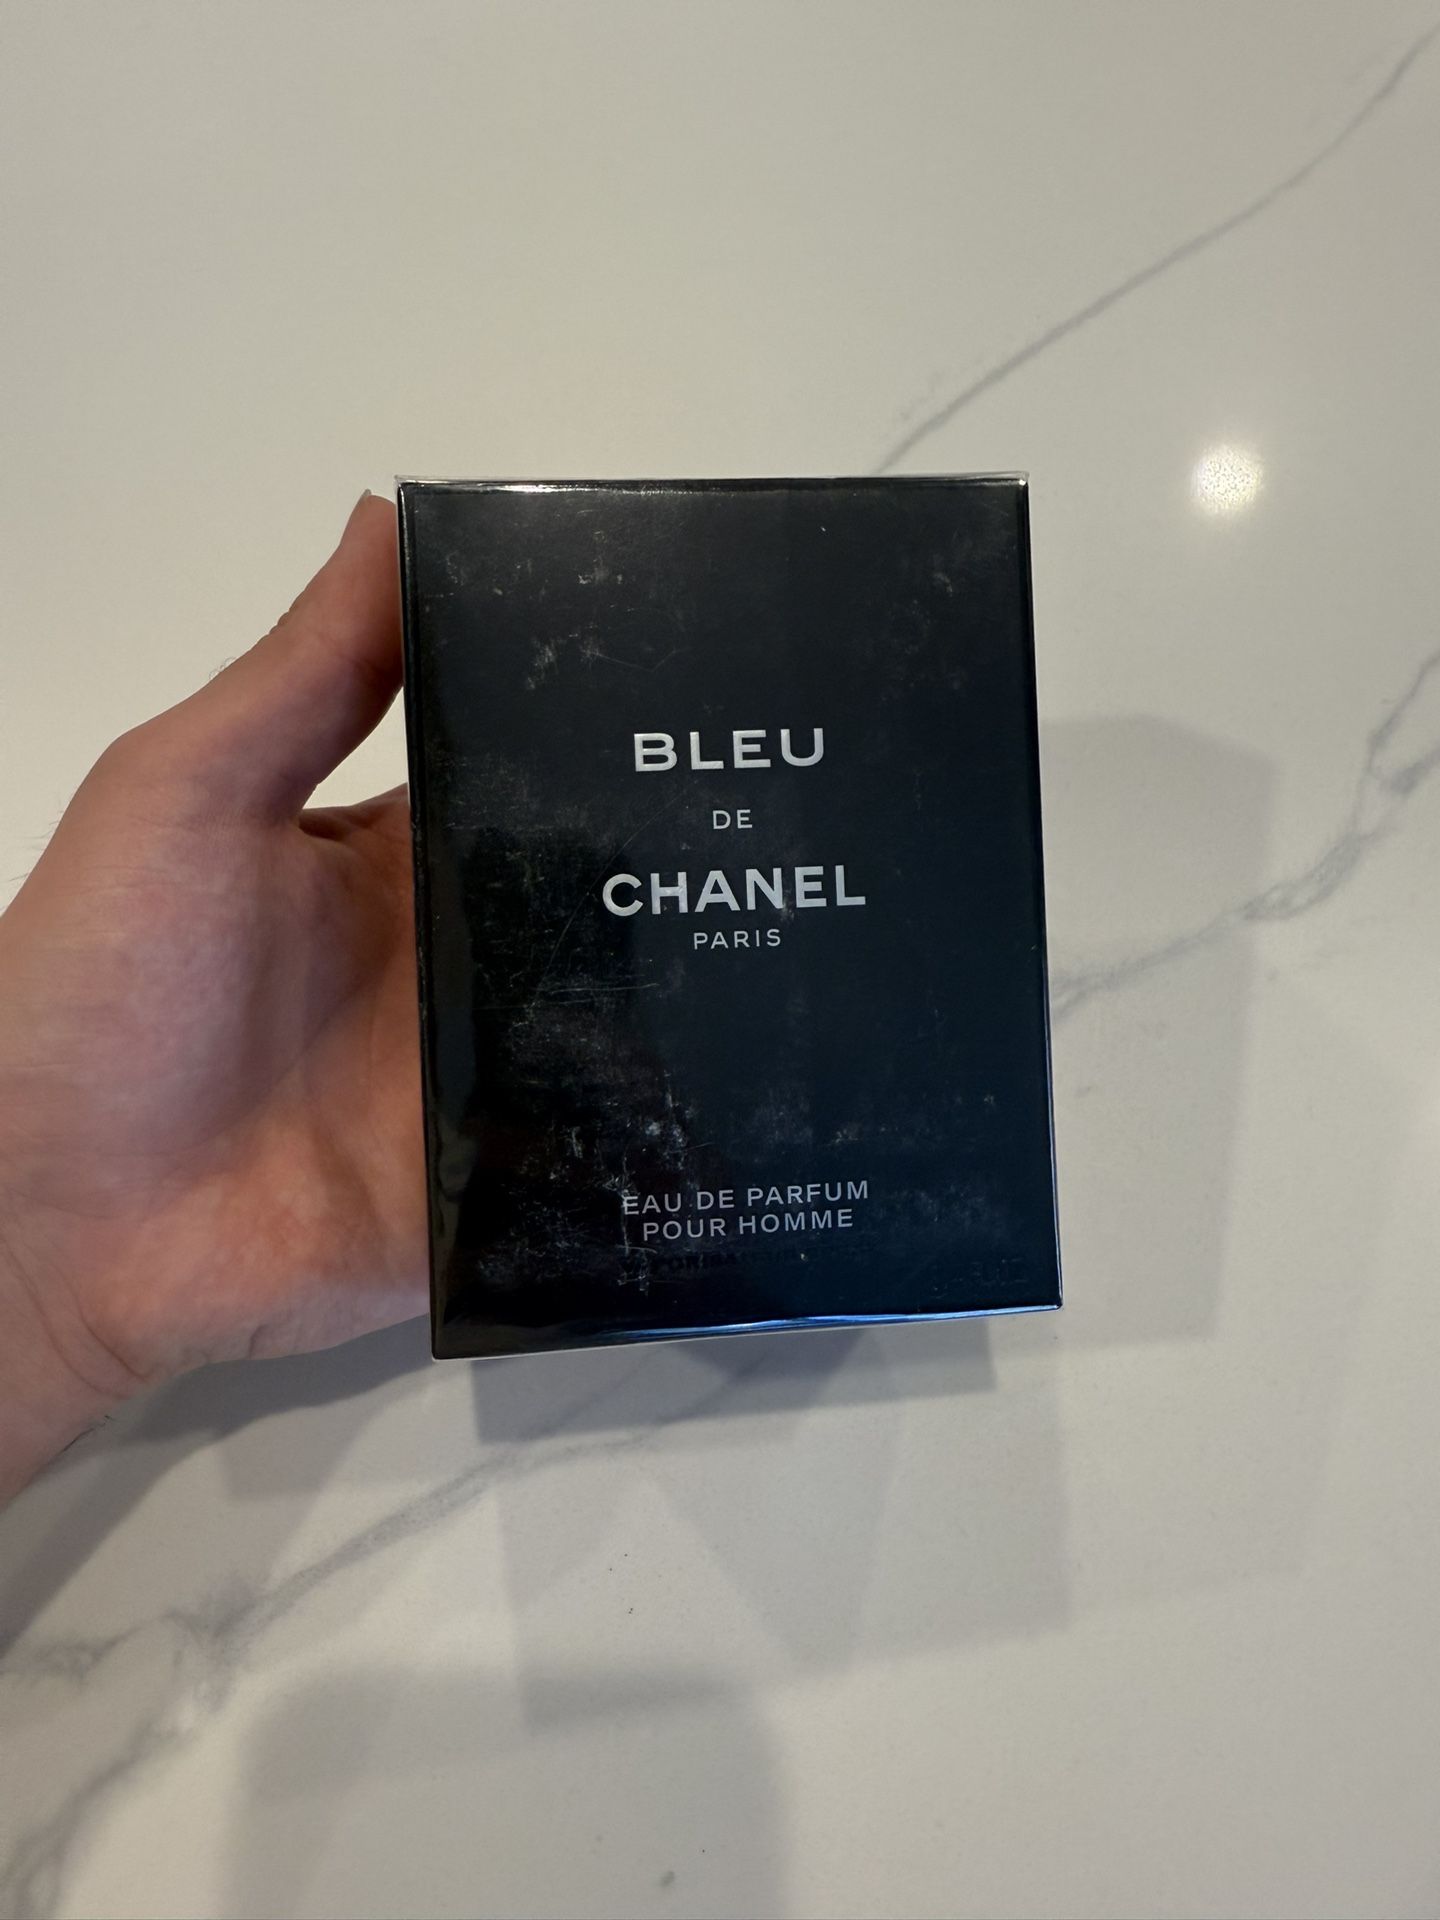 BLEU
DE
CHANEL
PARIS
EAU DE PARFUM
POUR HOMME